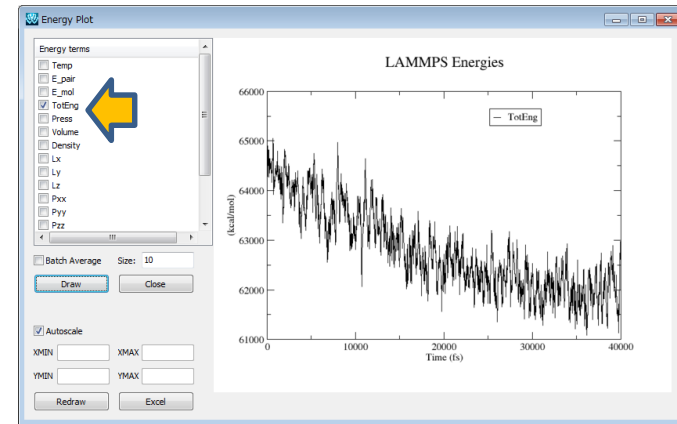 Energy Plot
Energy terms
Temp
E_pair
E_mol
TotEng
Press
Volume
Density
Lx
Ly
Lz
Pxx
Pyy
Pzz
Batch Average Size: 10
Draw Close
Autoscale
XMIN XMAX
YMIN YMAX
Redraw Excel
LAMMPS Energies
TotEng
66000
65000
64000
63000
62000
61000
(kcal/mol)
0 10000 20000 30000 40000
Time (fs)